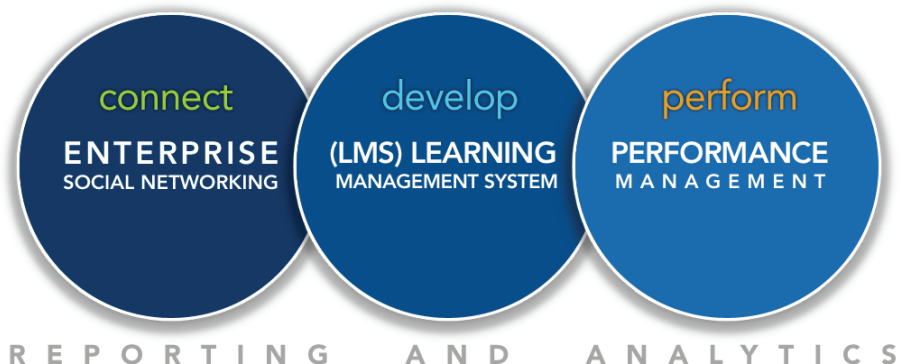 connect
ENTERPRISE
SOCIAL NETWORKING
develop
(LMS) LEARNING
MANAGEMENT SYSTEM
perform
PERFORMANCE
MANAGEMENT
REPORTING AND ANALYTICS